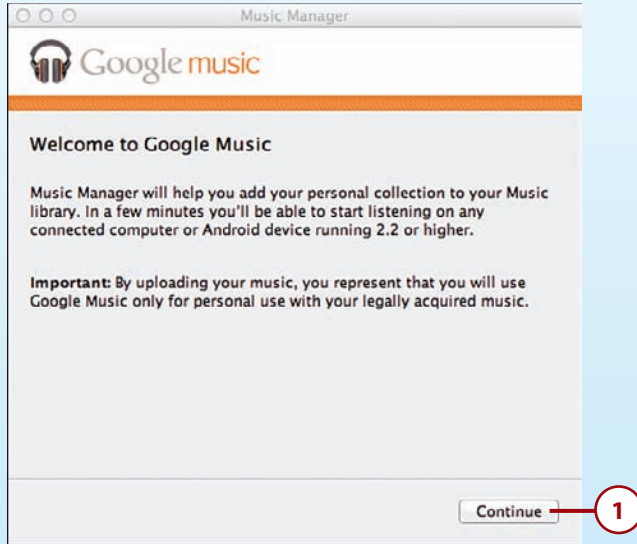 Music Manager
Google music
Welcome to Google Music
Music Manager will help you add your personal collection to your Music
library. In a few minutes you'll be able to start listening on any
connected computer or Android device running 2.2 or higher.
Important: By uploading your music, you represent that you will use
Google Music only for personal use with your legally acquired music.
Continue
1